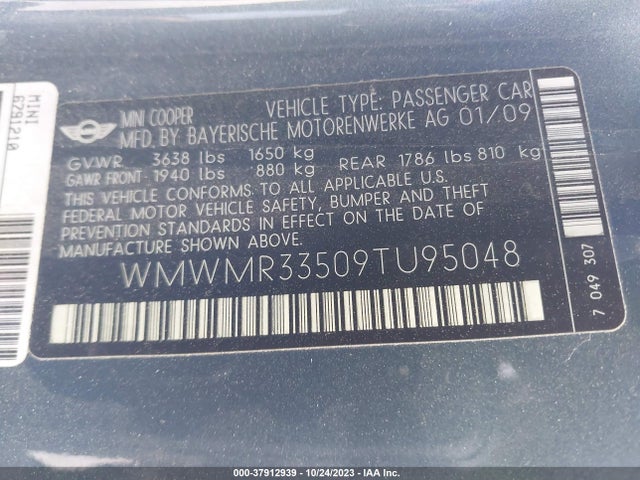 MINI
6791210
MINI COOPER
VEHICLE TYPE: PASSENGER CAR
MFD. BY BAYERISCHE MOTORENWERKE AG 01/09
GVWR 3638 lbs 1650 kg
GAWR FRONT- 1940 lbs 880 kg REAR 1786 lbs 810 kg
THIS VEHICLE CONFORMS TO ALL APPLICABLE U.S.
FEDERAL MOTOR VEHICLE SAFETY, BUMPER AND THEFT
PREVENTION STANDARDS IN EFFECT ON THE DATE OF
MANUFACTURE SHOWN ABOVE.
WMWMR33509TU95048
7 049 307
000-37912939 - 10/24/2023 - IAA Inc.